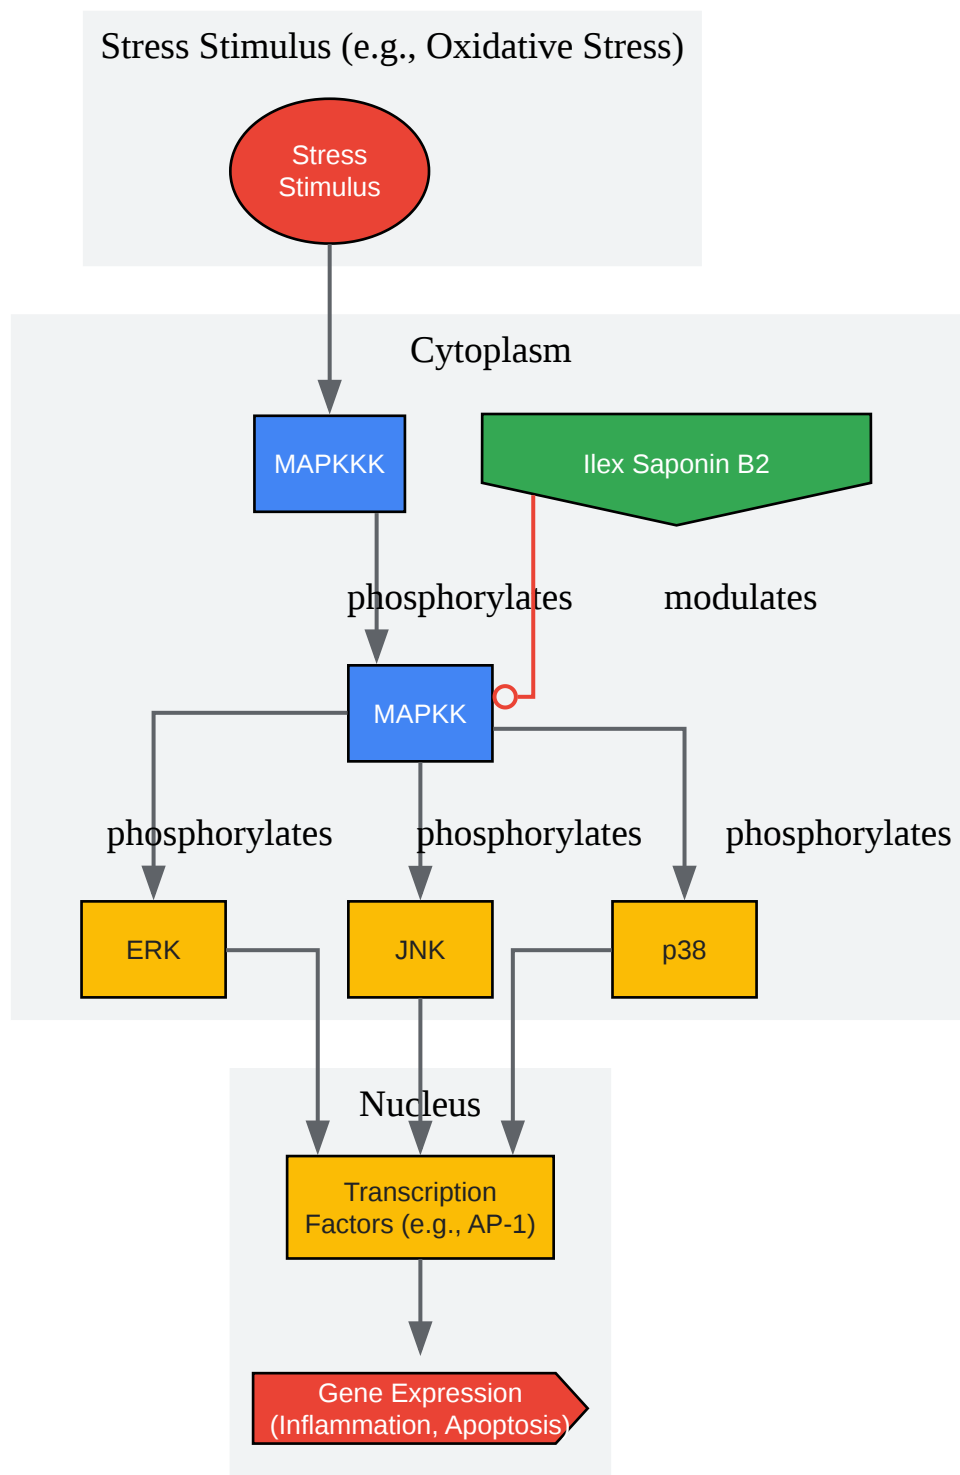 Stress Stimulus (e.g., Oxidative Stress)
Stress
Stimulus
Cytoplasm
MAPKKK
Ilex Saponin B2
phosphorylates
modulates
MAPKK
phosphorylates
phosphorylates
phosphorylates
ERK
JNK
p38
Nucleus
Transcription
Factors (e.g., AP-1)
Gene Expression
(Inflammation, Apoptosis)